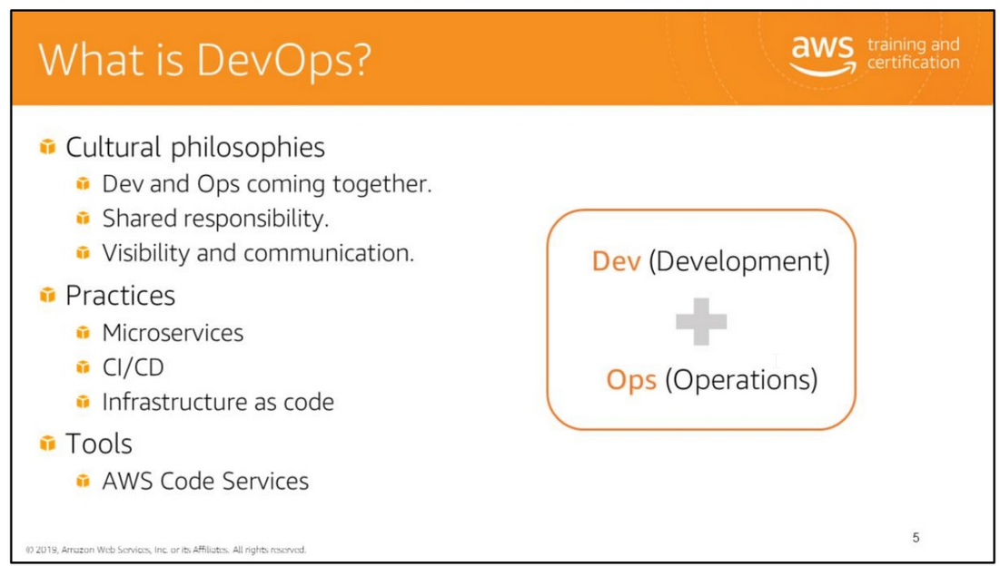 What is DevOps?
aws training and
certification
Cultural philosophies
Dev and Ops coming together.
Shared responsibility.
Visibility and communication.
Practices
Microservices
CI/CD
Infrastructure as code
Tools
AWS Code Services
Dev (Development)
Ops (Operations)
5
© 2019, Amazon Web Services, Inc. or its Affiliates. All rights reserved.